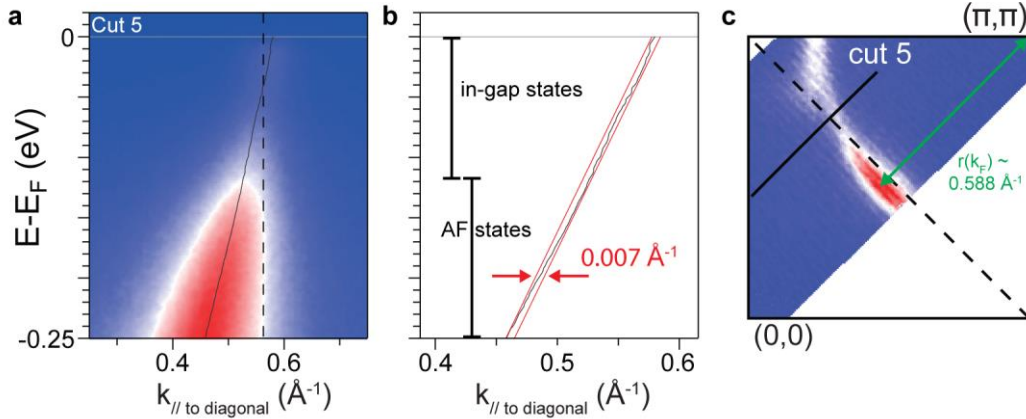 a
Cut 5
0
-0.25
E-E_F (eV)
0.4
0.6
k_{// to diagonal} (Å⁻¹)
b
in-gap states
AF states
0.007 Å⁻¹
0.4
0.5
0.6
k_{// to diagonal} (Å⁻¹)
c
(π,π)
cut 5
r(k_F) ~
0.588 Å⁻¹
(0,0)